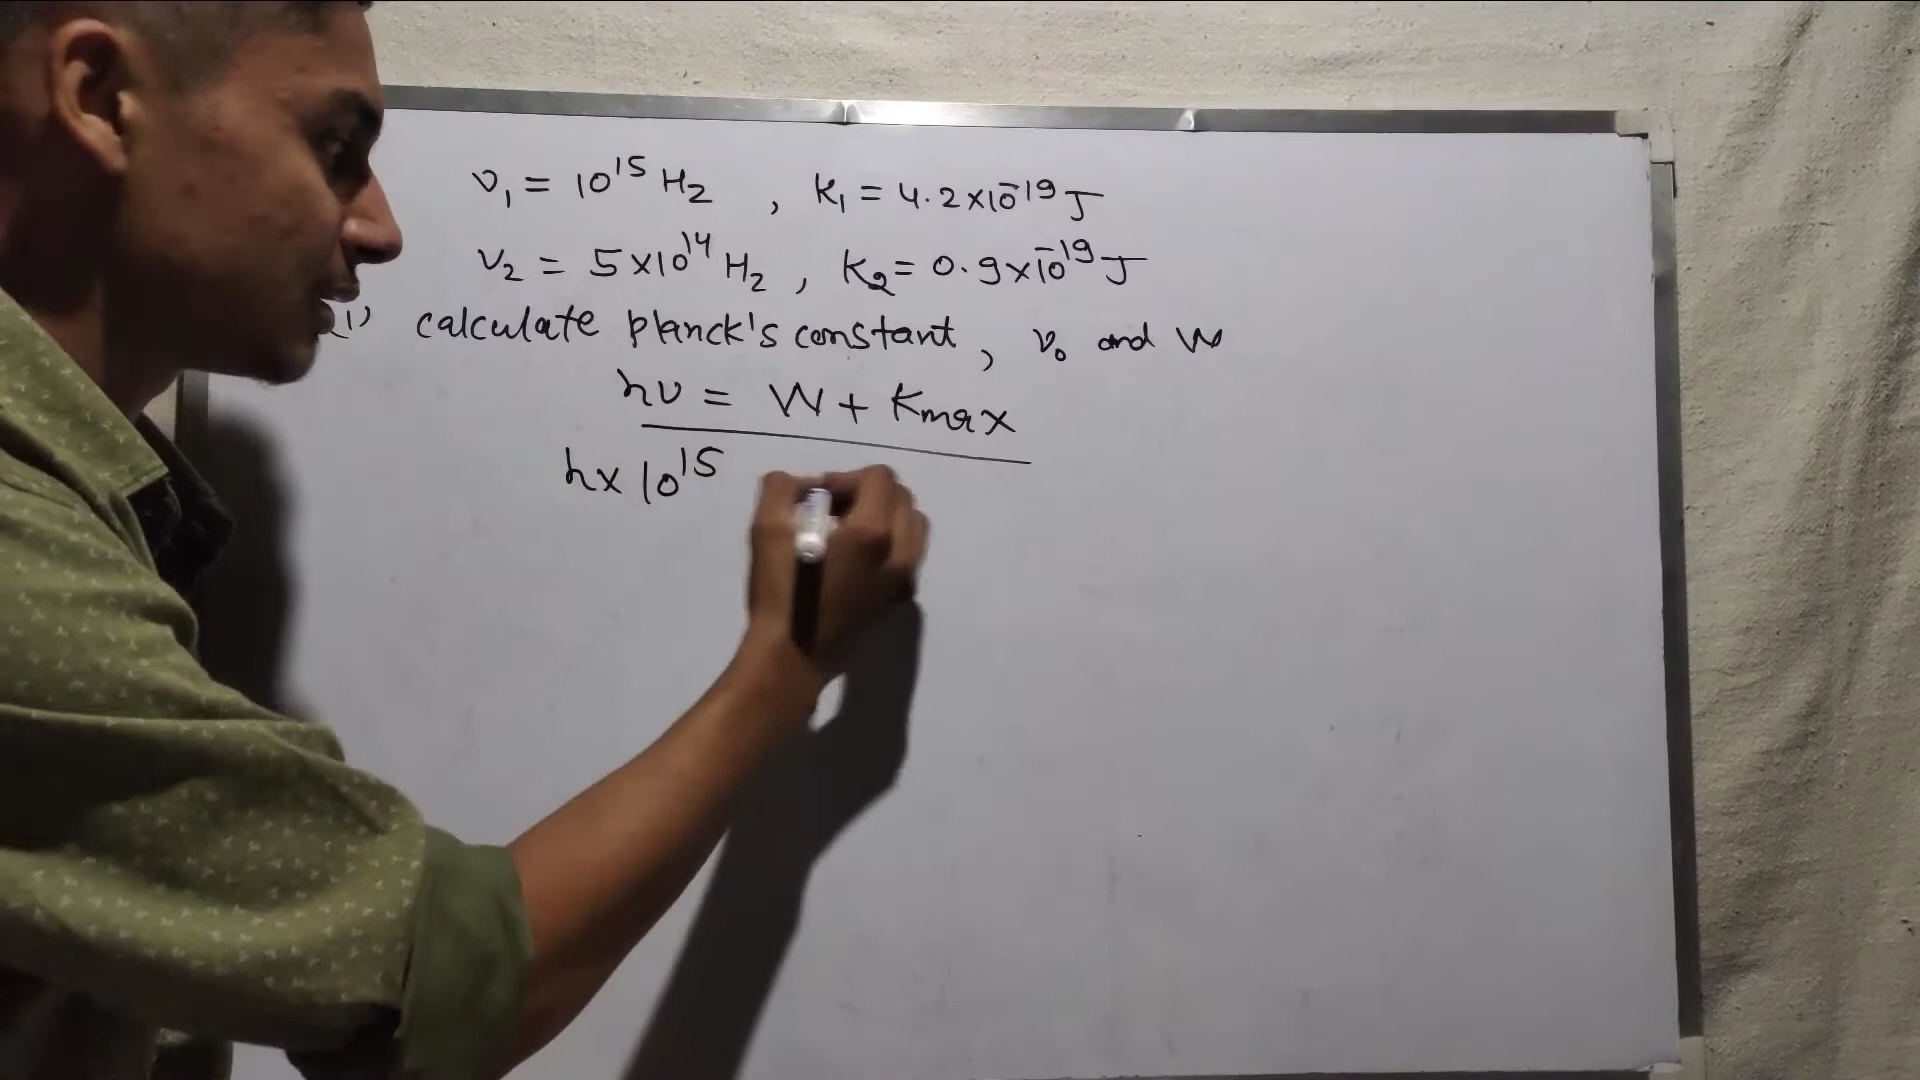 ν₁ = 10¹⁵ Hz , K₁ = 4.2×10⁻¹⁹ J
ν₂ = 5×10¹⁴ Hz , K₂ = 0.9×10⁻¹⁹ J
(1) calculate planck's constant, ν₀ and W
hν = W + Kmax
h× 10¹⁵